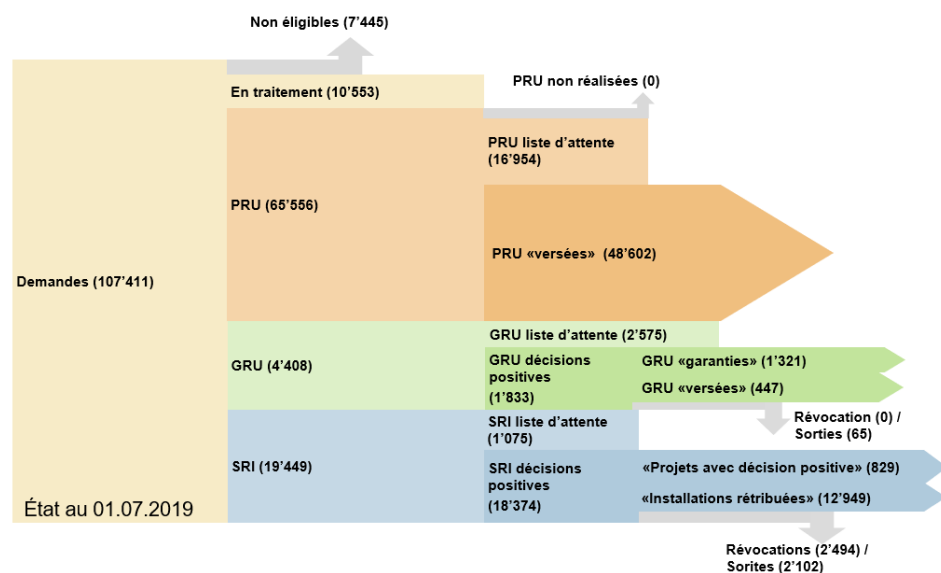 Non éligibles (7’445)
En traitement (10’553)
PRU non réalisées (0)
PRU liste d’attente
(16’954)
PRU (65’556)
PRU «versées» (48’602)
Demandes (107’411)
GRU liste d’attente (2’575)
GRU (4’408)
GRU décisions
positives
(1’833)
GRU «garanties» (1’321)
GRU «versées» (447)
Révocation (0) /
Sorties (65)
SRI liste d’attente
(1’075)
SRI (19’449)
SRI décisions
positives
(18’374)
«Projets avec décision positive» (829)
«Installations rétribuées» (12’949)
État au 01.07.2019
Révocations (2’494) /
Sorites (2’102)